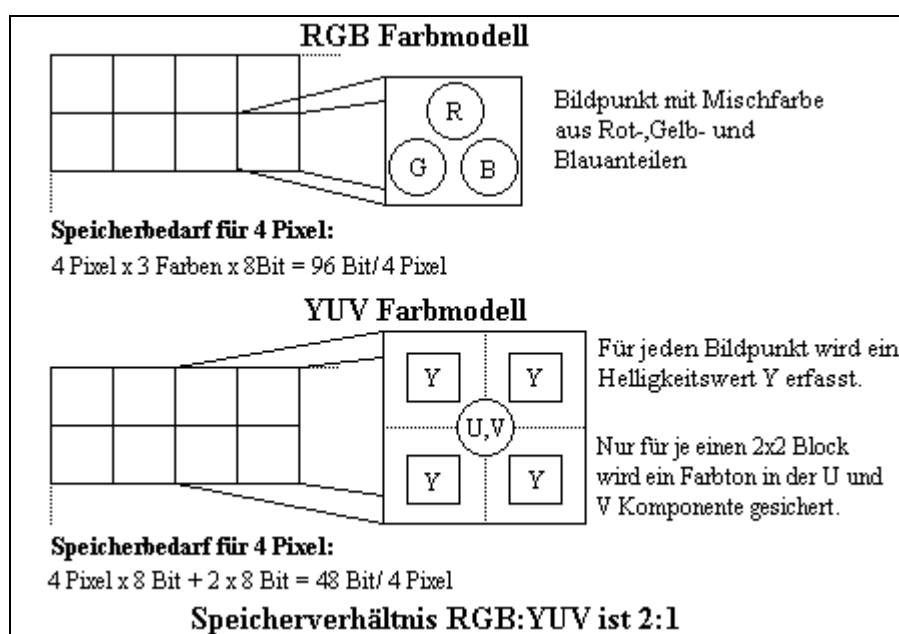 RGB Farbmodell
R
G
B
Bildpunkt mit Mischfarbe
aus Rot-,Gelb- und
Blauanteilen
Speicherbedarf für 4 Pixel:
4 Pixel x 3 Farben x 8Bit = 96 Bit/ 4 Pixel
YUV Farbmodell
Y
Y
U,V
Y
Y
Für jeden Bildpunkt wird ein
Helligkeitswert Y erfasst.
Nur für je einen 2x2 Block
wird ein Farbton in der U und
V Komponente gesichert.
Speicherbedarf für 4 Pixel:
4 Pixel x 8 Bit + 2 x 8 Bit = 48 Bit/ 4 Pixel
Speicherverhältnis RGB:YUV ist 2:1